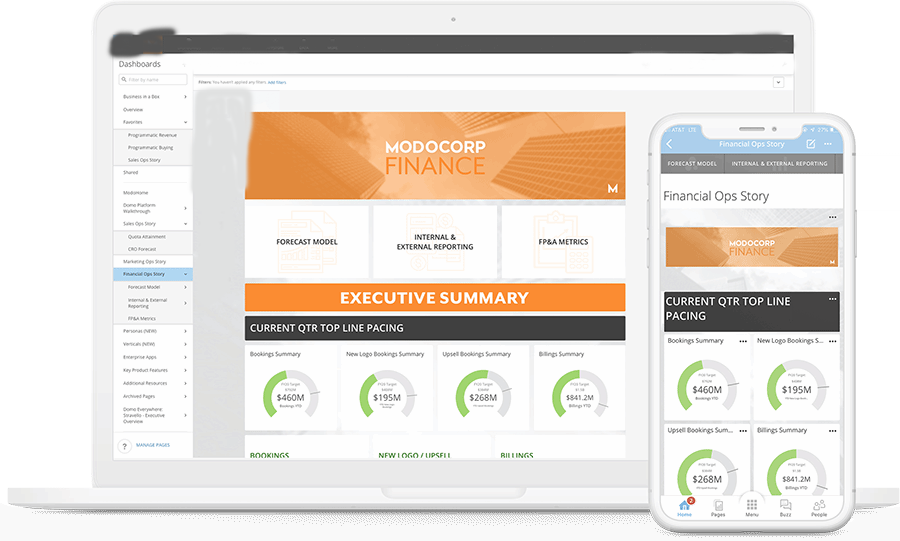 Dashboards
Filter by name
Filters: You haven't applied any filters. Add filters
Business in a Box
Overview
Favorites
Programmatic Revenue
Programmatic Buying
Sales Ops Story
Shared
Domo Platform
Walkthrough
Sales Ops Story
Quota Attainment
CRO Forecast
Marketing Ops Story
Financial Ops Story
Forecast Model
Internal & External
Reporting
FP&A Metrics
Personas (NEW)
Verticals (NEW)
Enterprise Apps
Key Product Features
Additional Resources
Archived Pages
Domo Everywhere:
Stravello - Executive
Overview
?
MANAGE PAGES
MODOCORP
FINANCE
M
FORECAST MODEL
INTERNAL &
EXTERNAL REPORTING
FP&A METRICS
EXECUTIVE SUMMARY
CURRENT QTR TOP LINE PACING
Bookings Summary
$460M
Bookings YTD
New Logo Bookings Summary
$195M
Upsell Bookings Summary
$268M
Billings Summary
$841.2M
Billings YTD
BOOKINGS
NEW LOGO / UPSELL
BILLINGS
AT&T LTE
27%
Financial Ops Story
FORECAST MODEL
INTERNAL & EXTERNAL REPORTING
Financial Ops Story
MODOCORP
FINANCE
M
CURRENT QTR TOP LINE
PACING
Bookings Summary
$460M
Bookings YTD
New Logo Bookings S...
$195M
Upsell Bookings Sum...
$268M
Billings Summary
$841.2M
Billings YTD
2
Home
Pages
Menu
Buzz
People